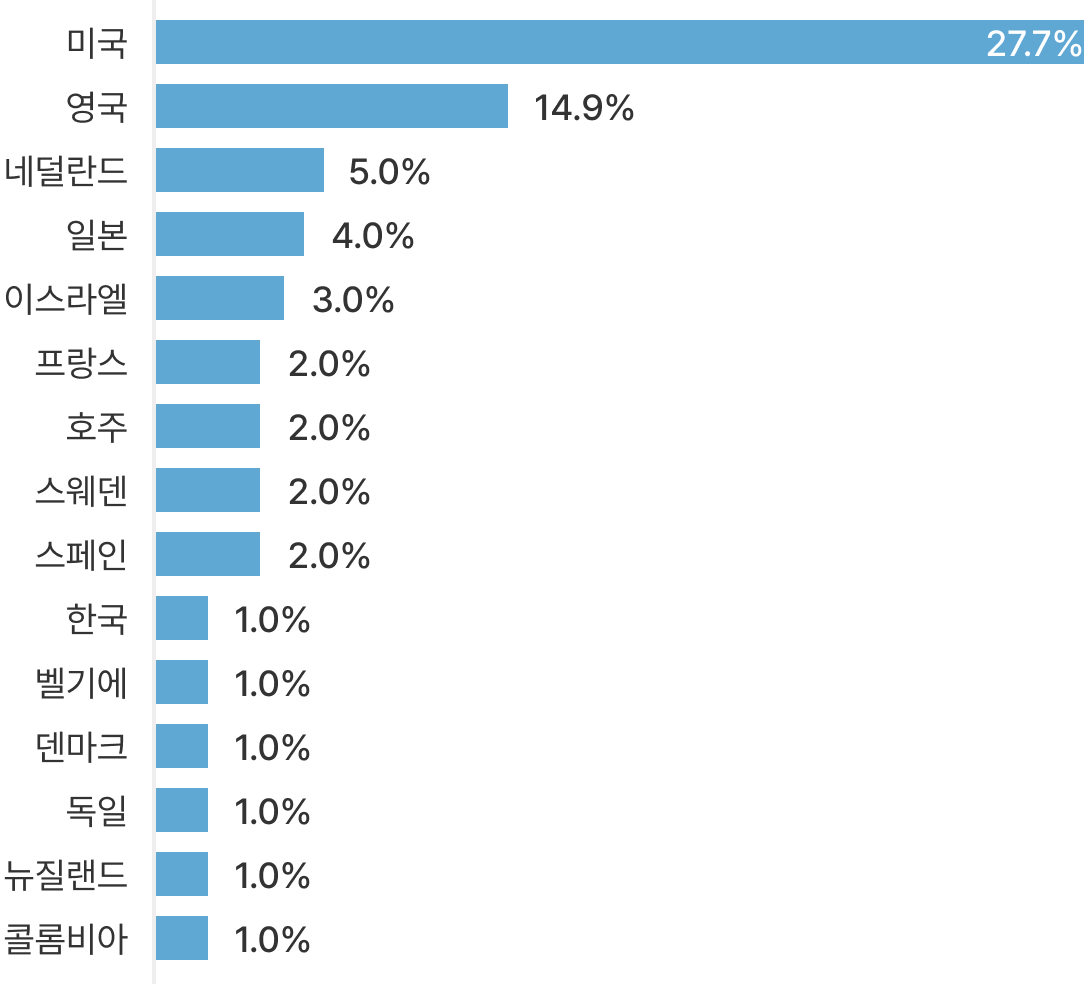 미국 27.7%
영국 14.9%
네덜란드 5.0%
일본 4.0%
이스라엘 3.0%
프랑스 2.0%
호주 2.0%
스웨덴 2.0%
스페인 2.0%
한국 1.0%
벨기에 1.0%
덴마크 1.0%
독일 1.0%
뉴질랜드 1.0%
콜롬비아 1.0%